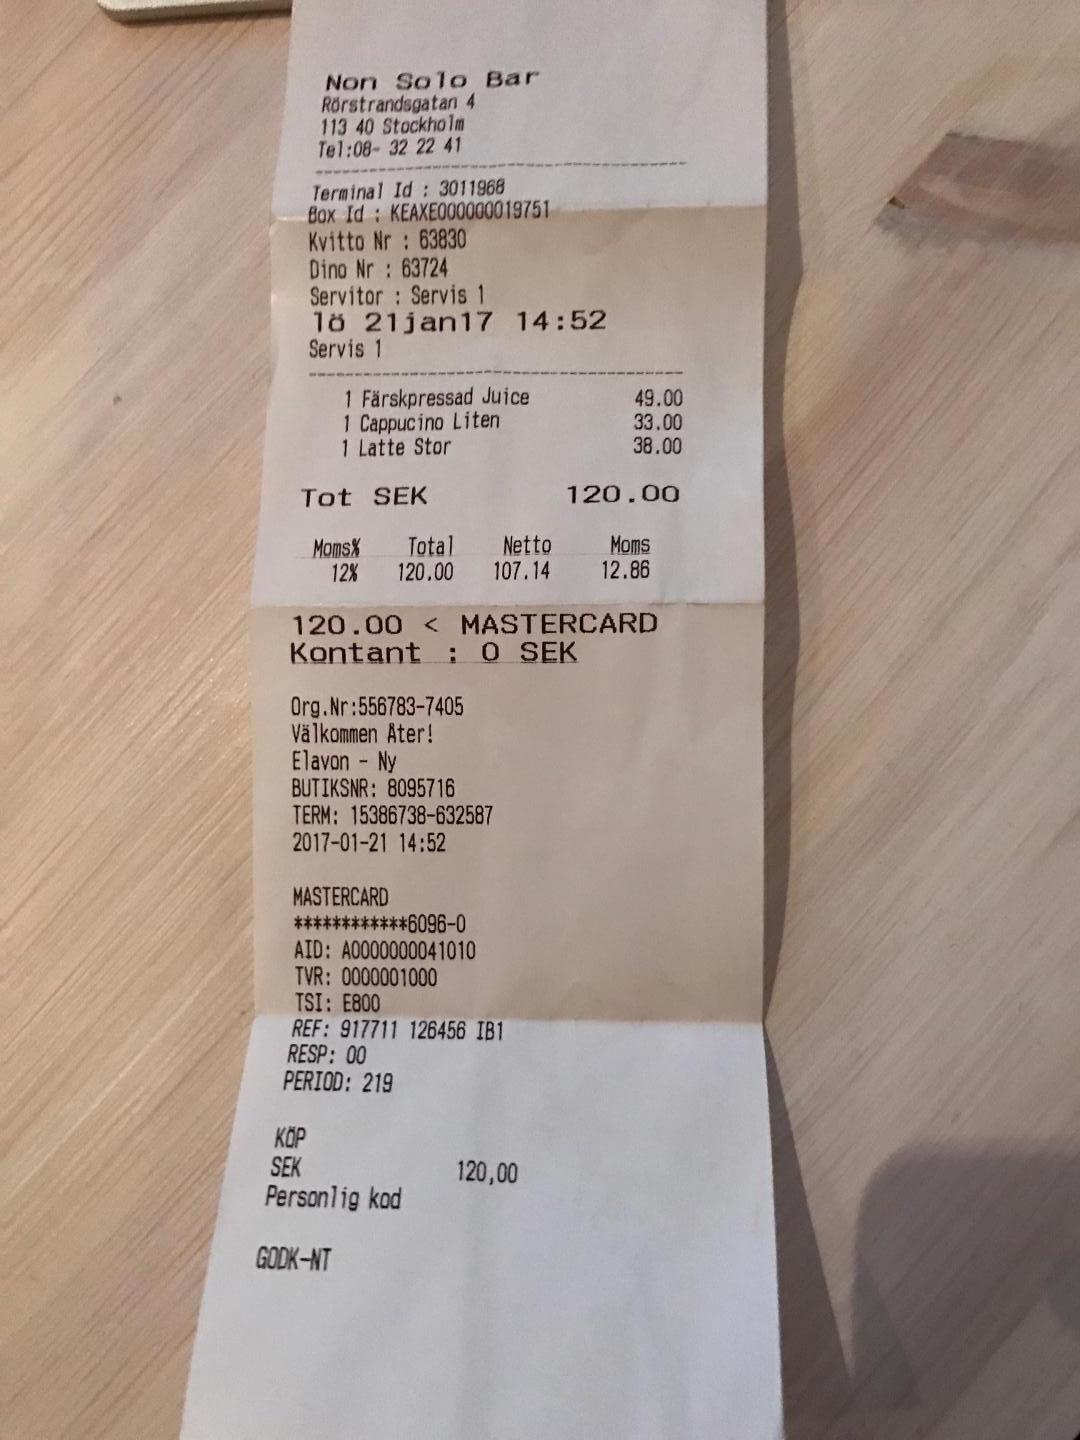 Non Solo Bar
Rörstrandsgatan 4
113 40 Stockholm
Tel:08- 32 22 41
Terminal Id : 3011968
Box Id : KEAXE000000019751
Kvitto Nr : 63830
Dino Nr : 63724
Servitor : Servis 1
lö 21jan17 14:52
Servis 1
1 Färskpressad Juice 49.00
1 Cappucino Liten 33.00
1 Latte Stor 38.00
Tot SEK 120.00
Moms% Total Netto Moms
12% 120.00 107.14 12.86
120.00 < MASTERCARD
Kontant : 0 SEK
Org.Nr:556783-7405
Välkommen Åter!
Elavon - Ny
BUTIKSNR: 8095716
TERM: 15386738-632587
2017-01-21 14:52
MASTERCARD
************6096-0
AID: A0000000041010
TVR: 0000001000
TSI: E800
REF: 917711 126456 IB1
RESP: 00
PERIOD: 219
KÖP
SEK 120,00
Personlig kod
GODK-NT